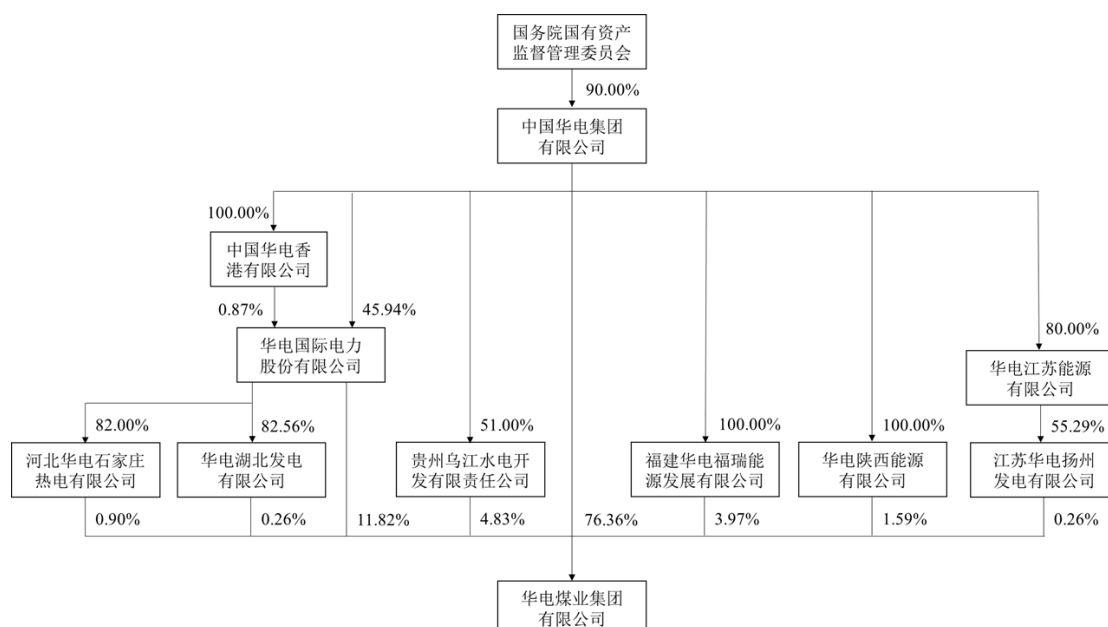 国务院国有资产
监督管理委员会
90.00%
中国华电集团
有限公司
100.00%
中国华电香
港有限公司
0.87%
45.94%
华电国际电力
股份有限公司
80.00%
华电江苏能源
有限公司
82.00%
82.56%
51.00%
100.00%
100.00%
55.29%
河北华电石家庄
热电有限公司
华电湖北发电
有限公司
贵州乌江水电开
发有限责任公司
福建华电福瑞能
源发展有限公司
华电陕西能源
有限公司
江苏华电扬州
发电有限公司
0.90%
0.26%
11.82%
4.83%
76.36%
3.97%
1.59%
0.26%
华电煤业集团
有限公司